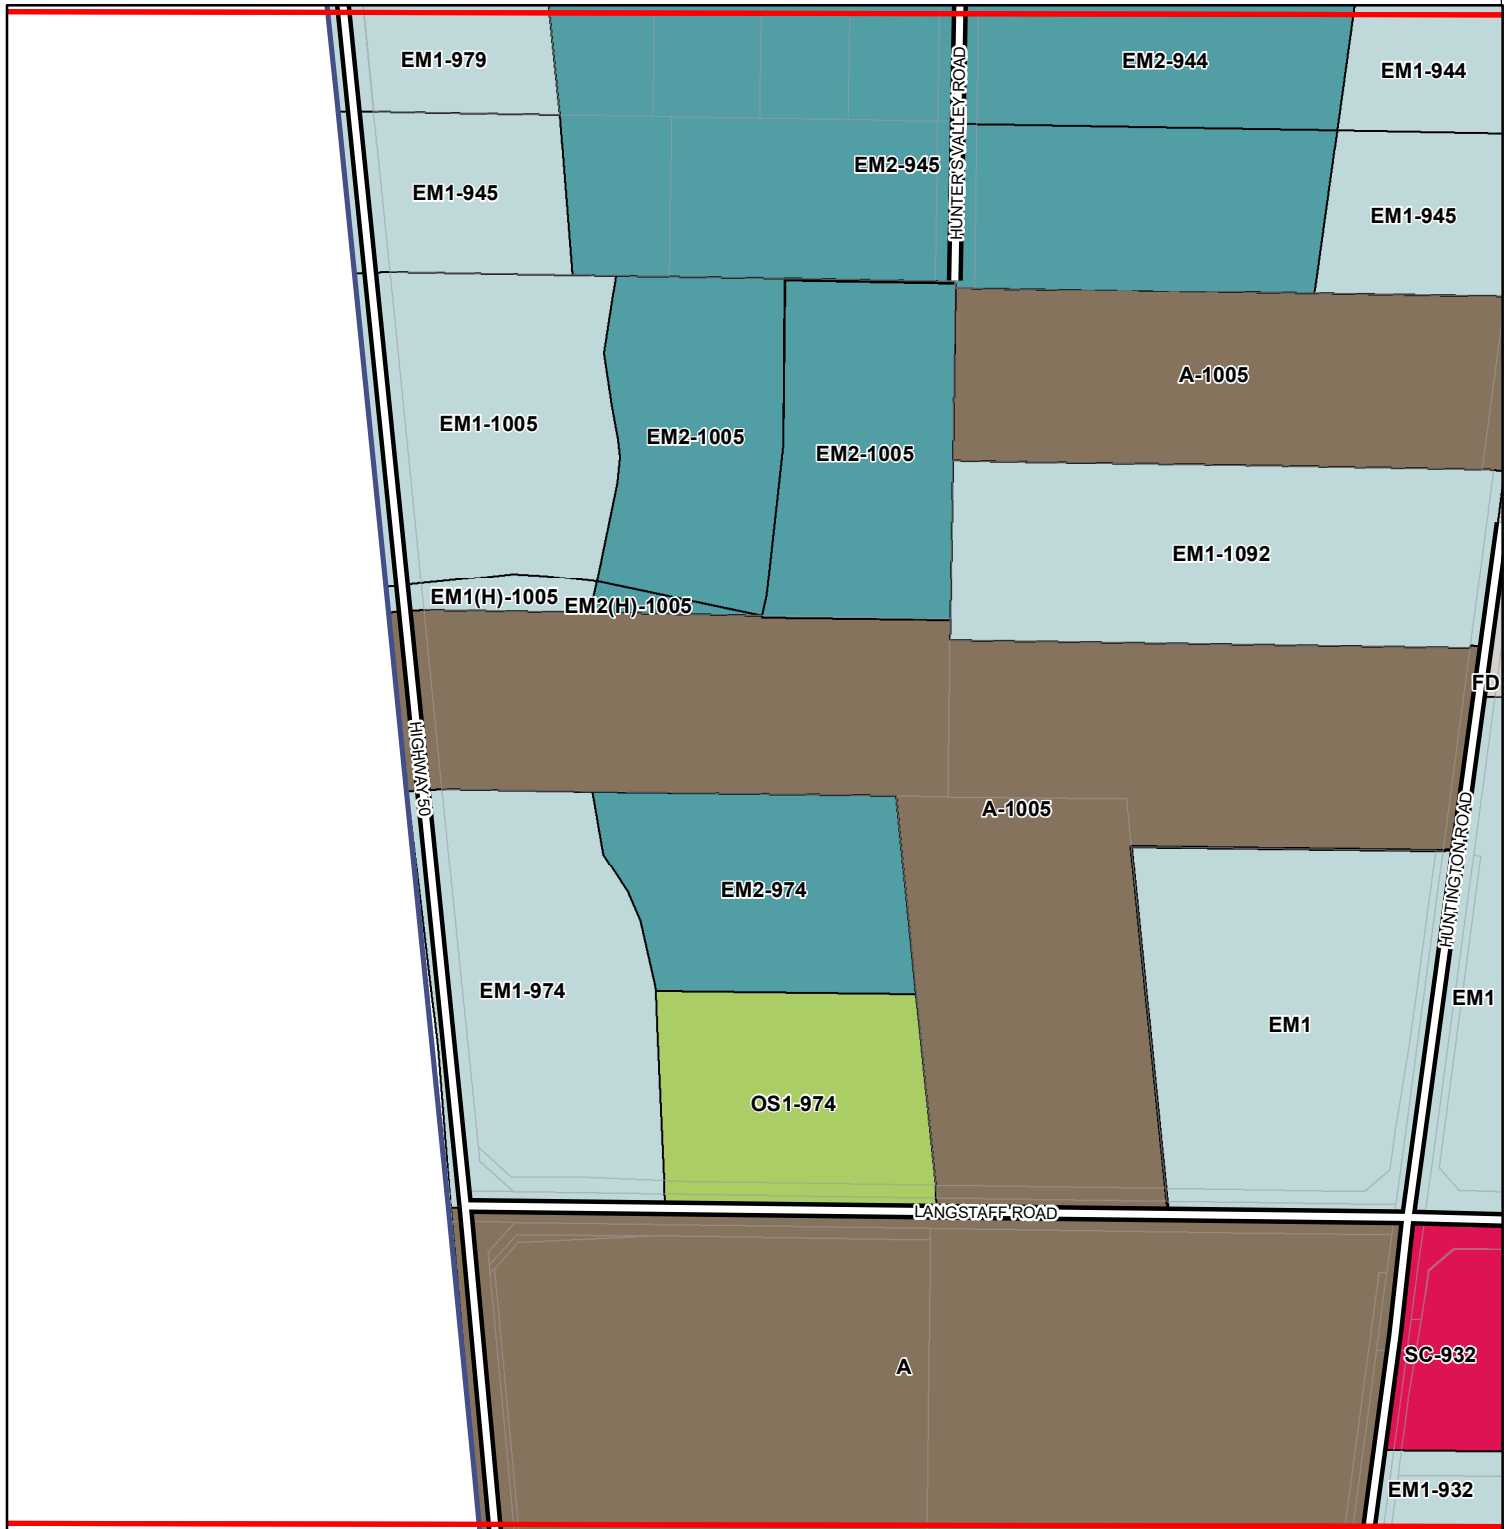 EM1-979
EM2-944
EM1-944
HUNTER'S VALLEY ROAD
EM2-945
EM1-945
EM1-945
A-1005
EM1-1005
EM2-1005
EM2-1005
EM1-1092
EM1(H)-1005
EM2(H)-1005
FD
HIGHWAY 50
A-1005
HUNTINGTON ROAD
EM2-974
EM1-974
EM1
EM1
OS1-974
LANGSTAFF ROAD
A
SC-932
EM1-932